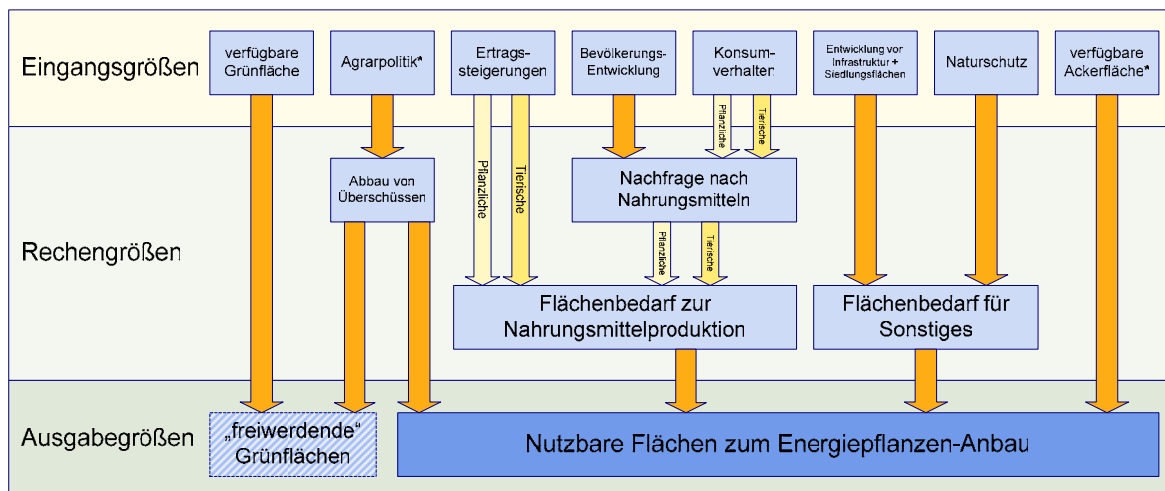 Eingangsgrößen
verfügbare
Grünfläche
Agrarpolitik*
Ertrags-
steigerungen
Bevölkerungs-
Entwicklung
Konsum-
verhalten
Entwicklung von
Infrastruktur +
Siedlungsflächen
Naturschutz
verfügbare
Ackerfläche*
Pflanzliche
Tierische
Pflanzliche
Tierische
Rechengrößen
Abbau von
Überschüssen
Nachfrage nach
Nahrungsmitteln
Pflanzliche
Tierische
Flächenbedarf zur
Nahrungsmittelproduktion
Flächenbedarf für
Sonstiges
Ausgabegrößen
„freiwerdende“
Grünflächen
Nutzbare Flächen zum Energiepflanzen-Anbau